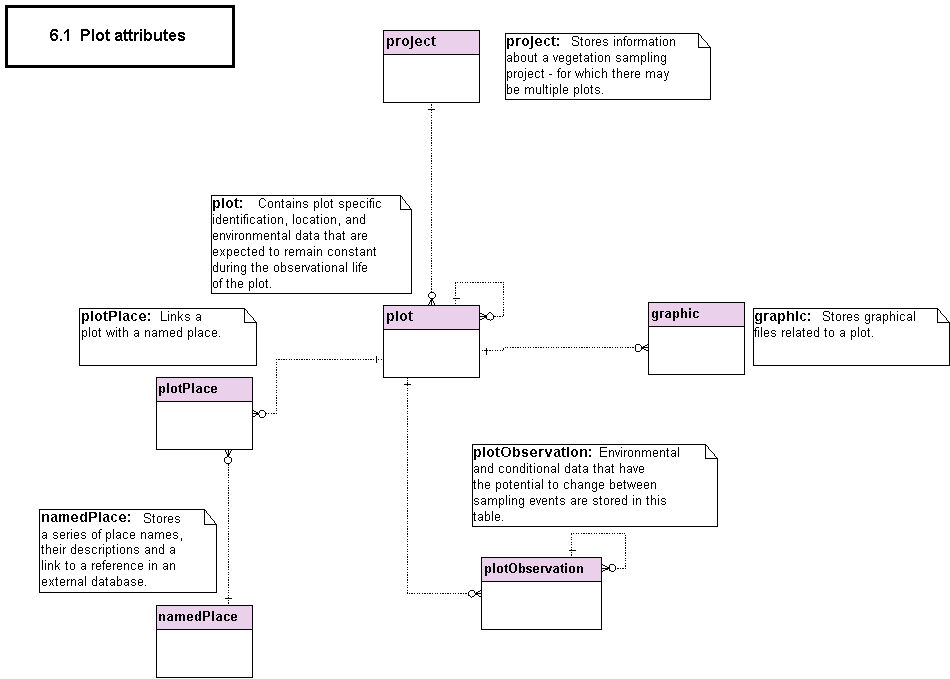 6.1 Plot attributes
project
project: Stores information
about a vegetation sampling
project - for which there may
be multiple plots.
plot: Contains plot specific
identification, location, and
environmental data that are
expected to remain constant
during the observational life
of the plot.
plotPlace: Links a
plot with a named place.
plot
graphic
graphic: Stores graphical
files related to a plot.
plotPlace
plotObservation: Environmental
and conditional data that have
the potential to change between
sampling events are stored in this
table.
namedPlace: Stores
a series of place names,
their descriptions and a
link to a reference in an
external database.
plotObservation
namedPlace